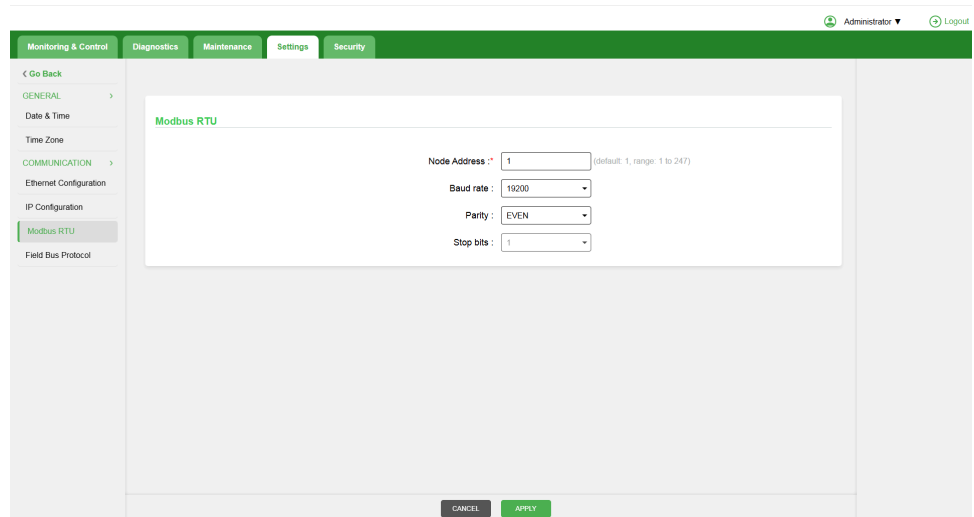 Administrator ▼ Logout
Monitoring & Control Diagnostics Maintenance Settings Security
Go Back
GENERAL
Date & Time
Time Zone
COMMUNICATION
Ethernet Configuration
IP Configuration
Modbus RTU
Field Bus Protocol
Modbus RTU
Node Address :* 1 (default: 1, range: 1 to 247)
Baud rate : 19200
Parity : EVEN
Stop bits : 1
CANCEL APPLY